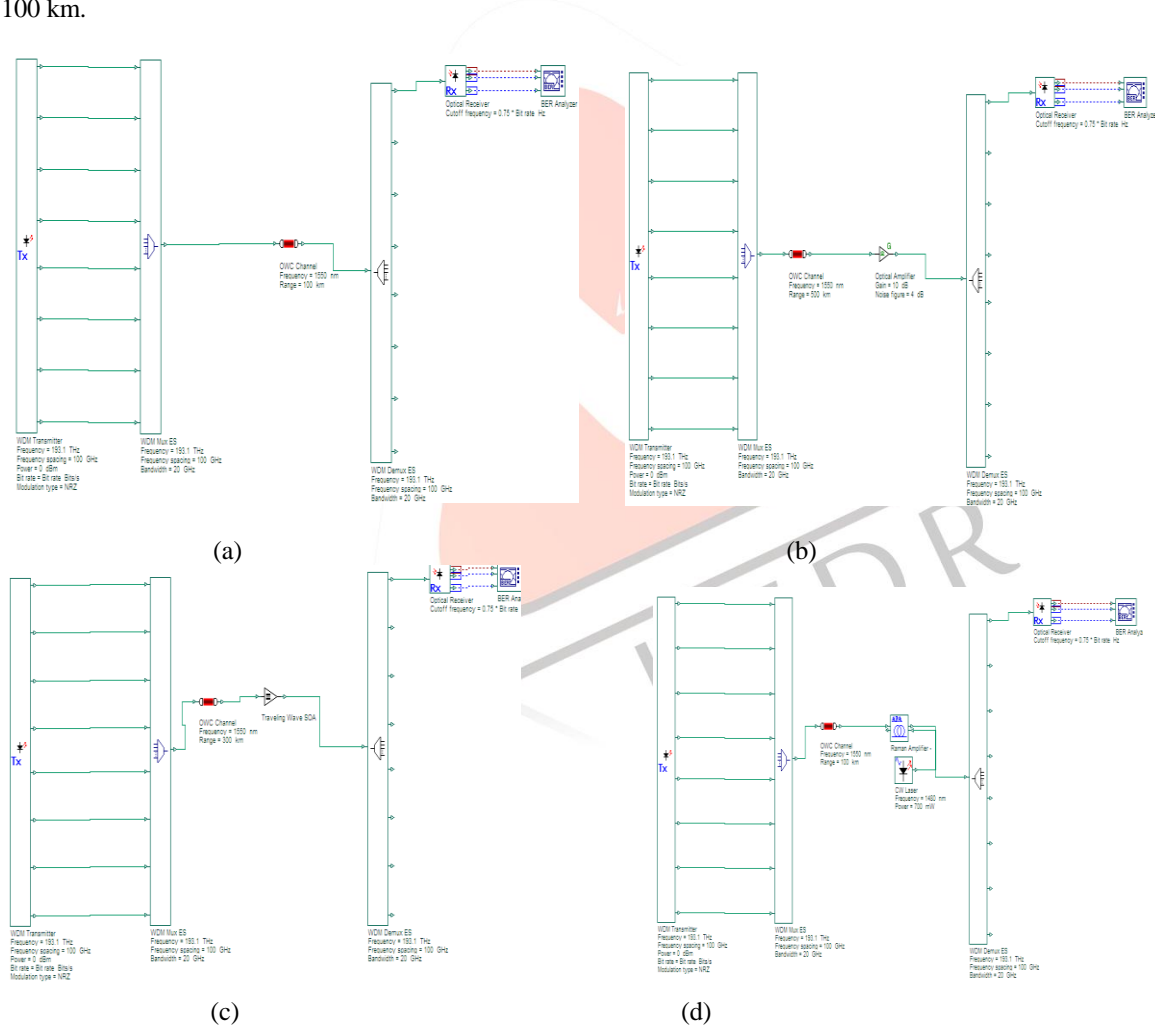 100 km.
Rx
Optical Receiver
Cutoff frequency = 0.75 * Bit rate Hz
BER
BER Analyzer
Tx
OWC Channel
Frequency = 1550 nm
Range = 100 km
WDM Transmitter
Frequency = 193.1 THz
Frequency spacing = 100 GHz
Power = 0 dBm
Bit rate = Bit rate Bits/s
Modulation type = NRZ
WDM Mux ES
Frequency = 193.1 THz
Frequency spacing = 100 GHz
Bandwidth = 20 GHz
WDM Demux ES
Frequency = 193.1 THz
Frequency spacing = 100 GHz
Bandwidth = 20 GHz
(a)
Rx
Optical Receiver
Cutoff frequency = 0.75 * Bit rate Hz
BER
BER Analyze
Tx
OWC Channel
Frequency = 1550 nm
Range = 500 km
G
Optical Amplifier
Gain = 10 dB
Noise figure = 4 dB
WDM Transmitter
Frequency = 193.1 THz
Frequency spacing = 100 GHz
Power = 0 dBm
Bit rate = Bit rate Bits/s
Modulation type = NRZ
WDM Mux ES
Frequency = 193.1 THz
Frequency spacing = 100 GHz
Bandwidth = 20 GHz
WDM Demux ES
Frequency = 193.1 THz
Frequency spacing = 100 GHz
Bandwidth = 20 GHz
(b)
Rx
Optical Receiver
Cutoff frequency = 0.75 * Bit rate
BER
BER Ana
Tx
OWC Channel
Frequency = 1550 nm
Range = 300 km
Traveling Wave SOA
WDM Transmitter
Frequency = 193.1 THz
Frequency spacing = 100 GHz
Power = 0 dBm
Bit rate = Bit rate Bits/s
Modulation type = NRZ
WDM Mux ES
Frequency = 193.1 THz
Frequency spacing = 100 GHz
Bandwidth = 20 GHz
WDM Demux ES
Frequency = 193.1 THz
Frequency spacing = 100 GHz
Bandwidth = 20 GHz
(c)
Rx
Optical Receiver
Cutoff frequency = 0.75 * Bit rate Hz
BER
BER Analys
Tx
OWC Channel
Frequency = 1550 nm
Range = 100 km
Raman Amplifier -
CW Laser
Frequency = 1480 nm
Power = 700 mW
WDM Transmitter
Frequency = 193.1 THz
Frequency spacing = 100 GHz
Power = 0 dBm
Bit rate = Bit rate Bits/s
Modulation type = NRZ
WDM Mux ES
Frequency = 193.1 THz
Frequency spacing = 100 GHz
Bandwidth = 20 GHz
WDM Demux ES
Frequency = 193.1 THz
Frequency spacing = 100 GHz
Bandwidth = 20 GHz
(d)